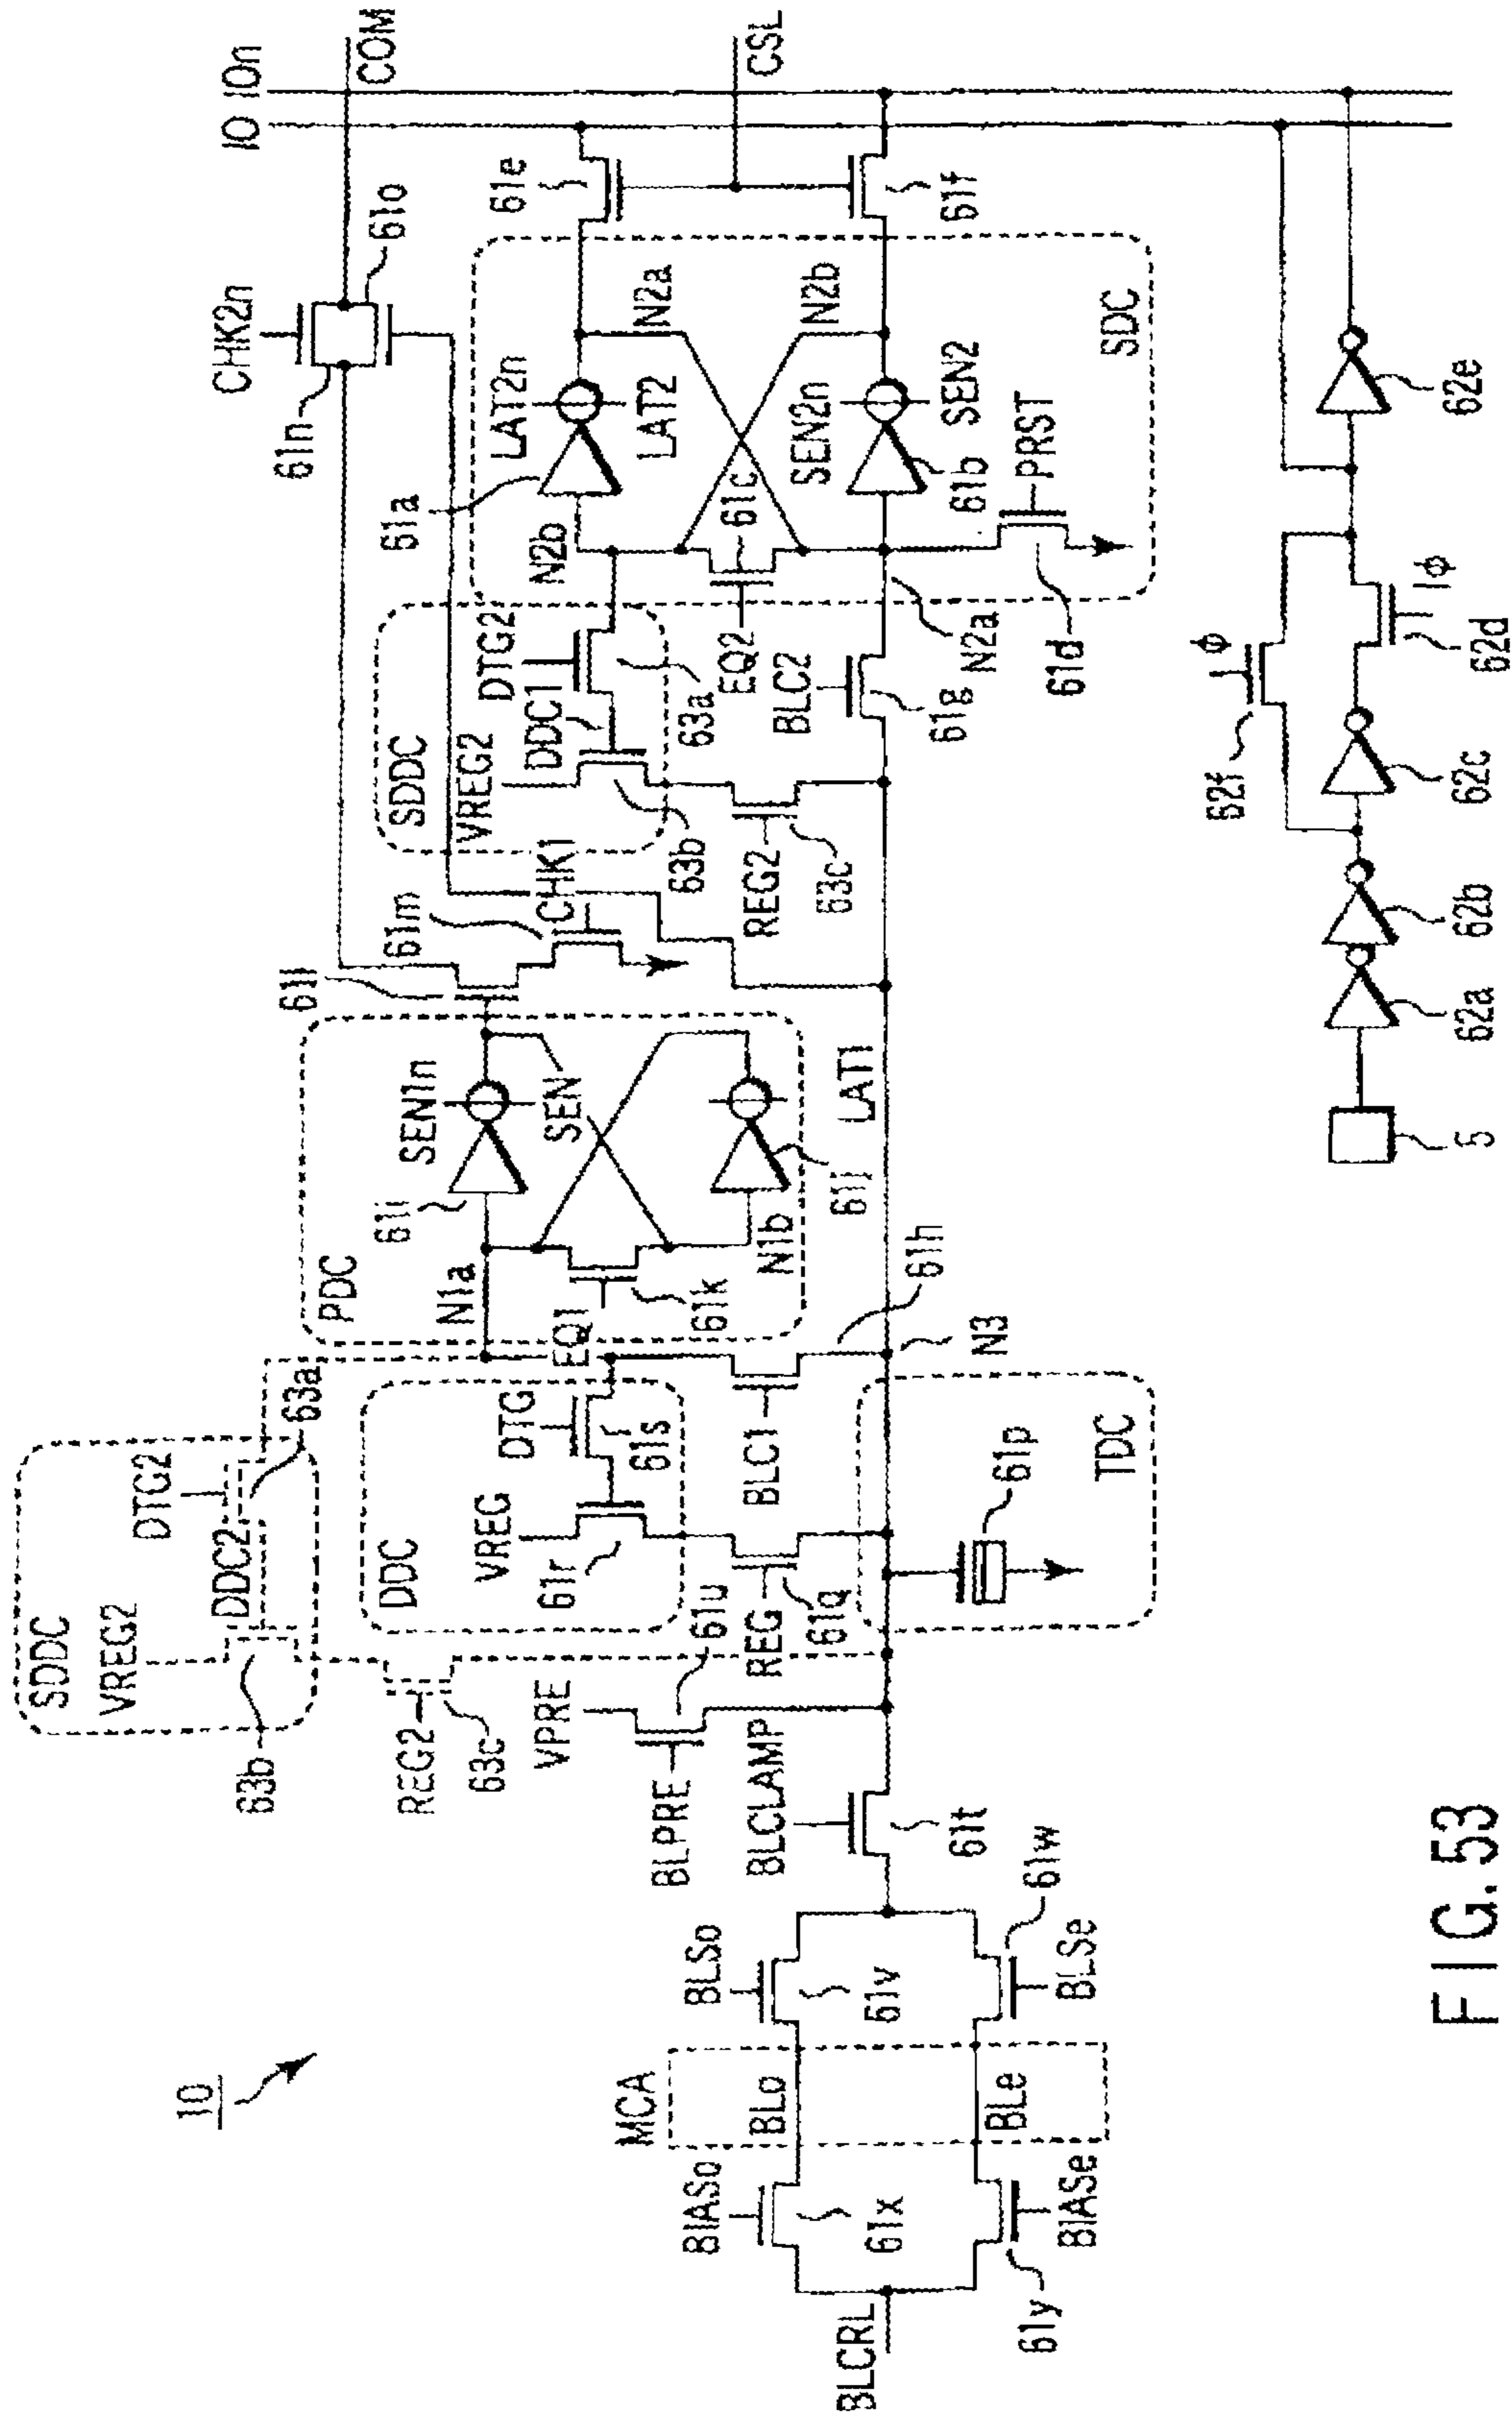 10
IO
IOn
COM
CSL
CHK2n
61n
61o
61e
61f
SDC
N2a
N2b
LAT2n
LAT2
61a
N2b
SEN2n
SEN2
61b
61c
EQ2
PRST
61d
N2a
BLC2
61g
SDDC
VREG2
DTG2
DDC1
63a
63b
REG2
63c
61m
CHK1
61l
PDC
SEN1n
SEN
61i
61j
LAT1
N1a
N1b
61k
EQ1
61h
N3
BLC1
DDC
VREG
DTG
61s
61r
REG
61q
TDC
61p
SDDC
VREG2
DTG2
DDC2
63a
63b
REG2
63c
VPRE
61u
BLPRE
BLCLAMP
61t
BLSo
61v
61w
BLSe
MCA
BLo
BLe
BIASo
61x
BIASe
61y
BLCRL
5
62a
62b
62c
62d
62e
62f
ϕ
1ϕ
FIG. 53